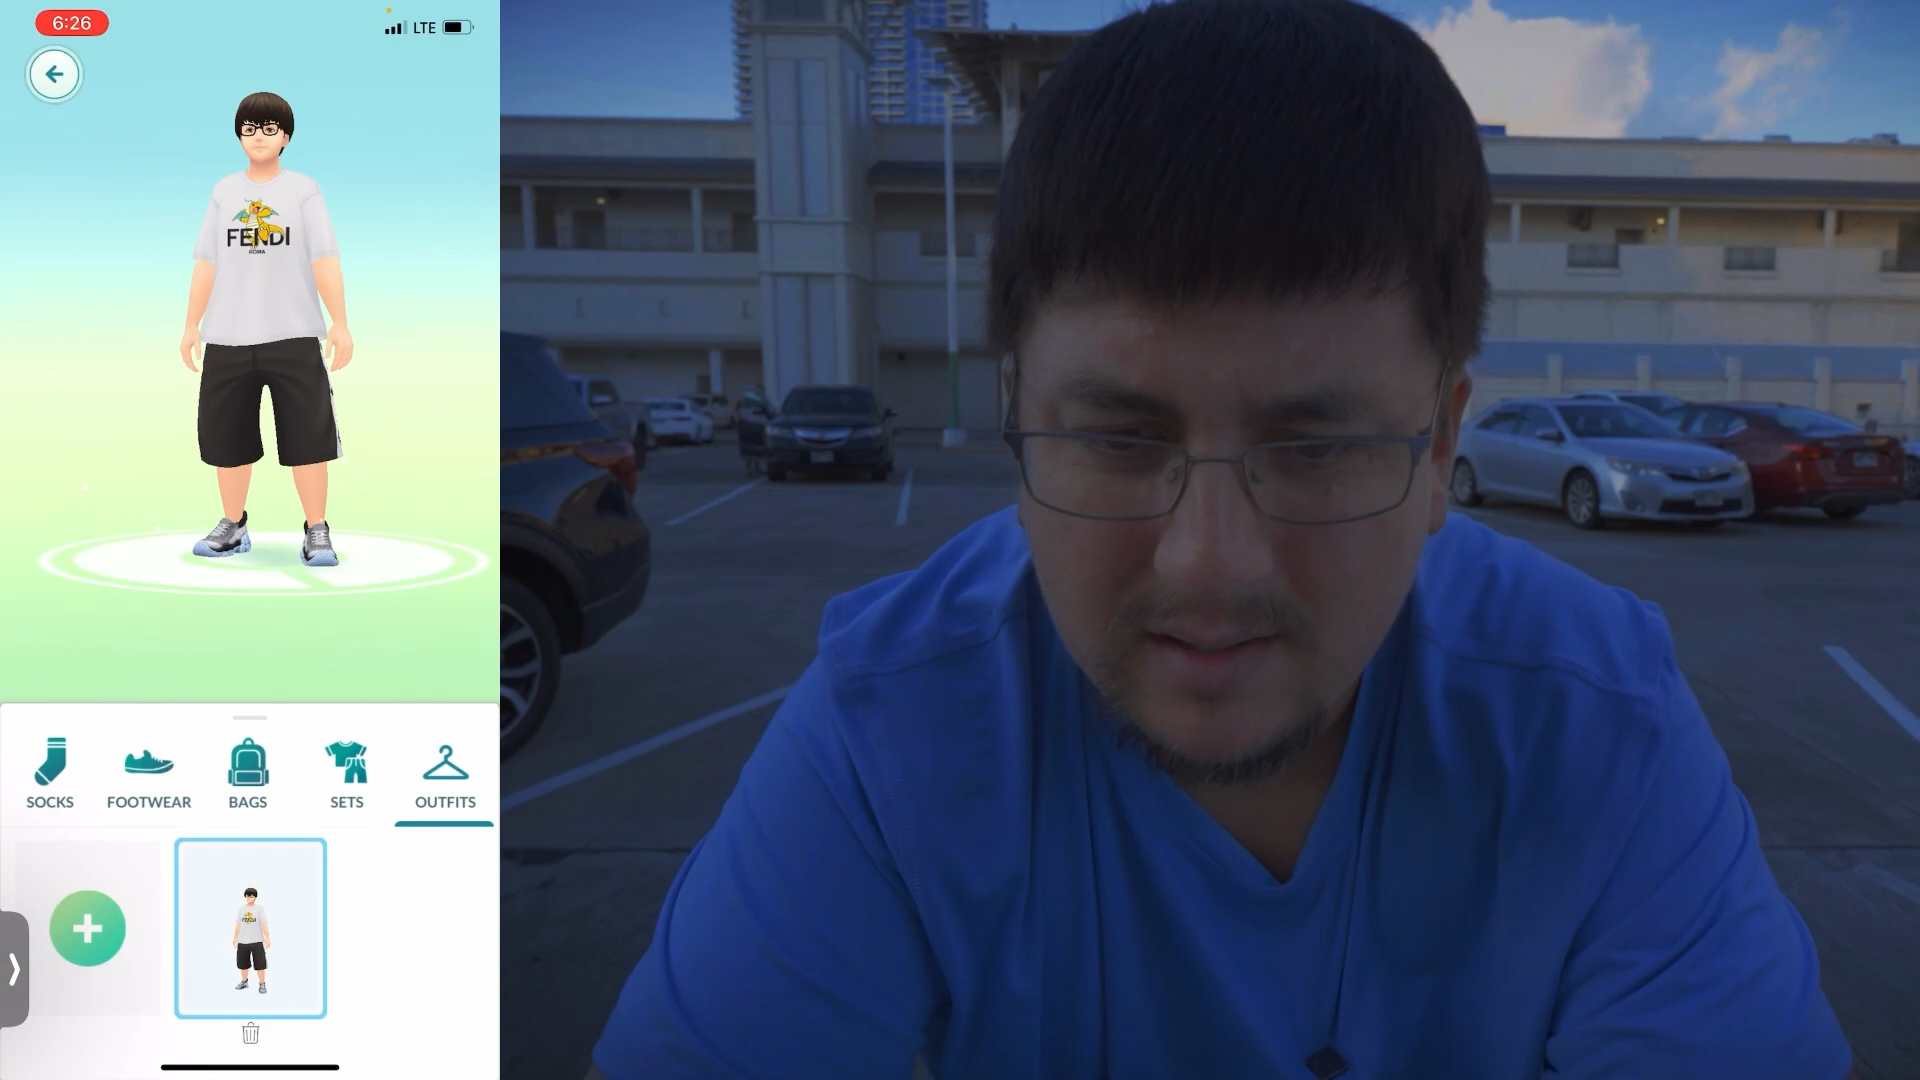 6:26
LTE
FENDI
ROMA
SOCKS
FOOTWEAR
BAGS
SETS
OUTFITS